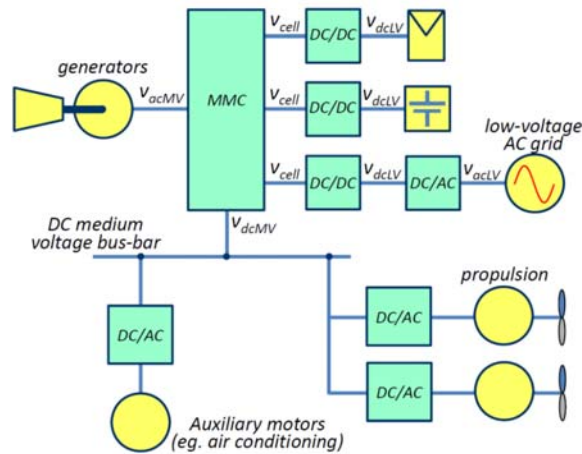 v_cell
DC/DC
v_dcLV
generators
v_acMV
MMC
v_cell
DC/DC
v_dcLV
low-voltage
AC grid
v_cell
DC/DC
v_dcLV
DC/AC
v_acLV
DC medium
voltage bus-bar
v_dcMV
propulsion
DC/AC
DC/AC
DC/AC
Auxiliary motors
(eg. air conditioning)